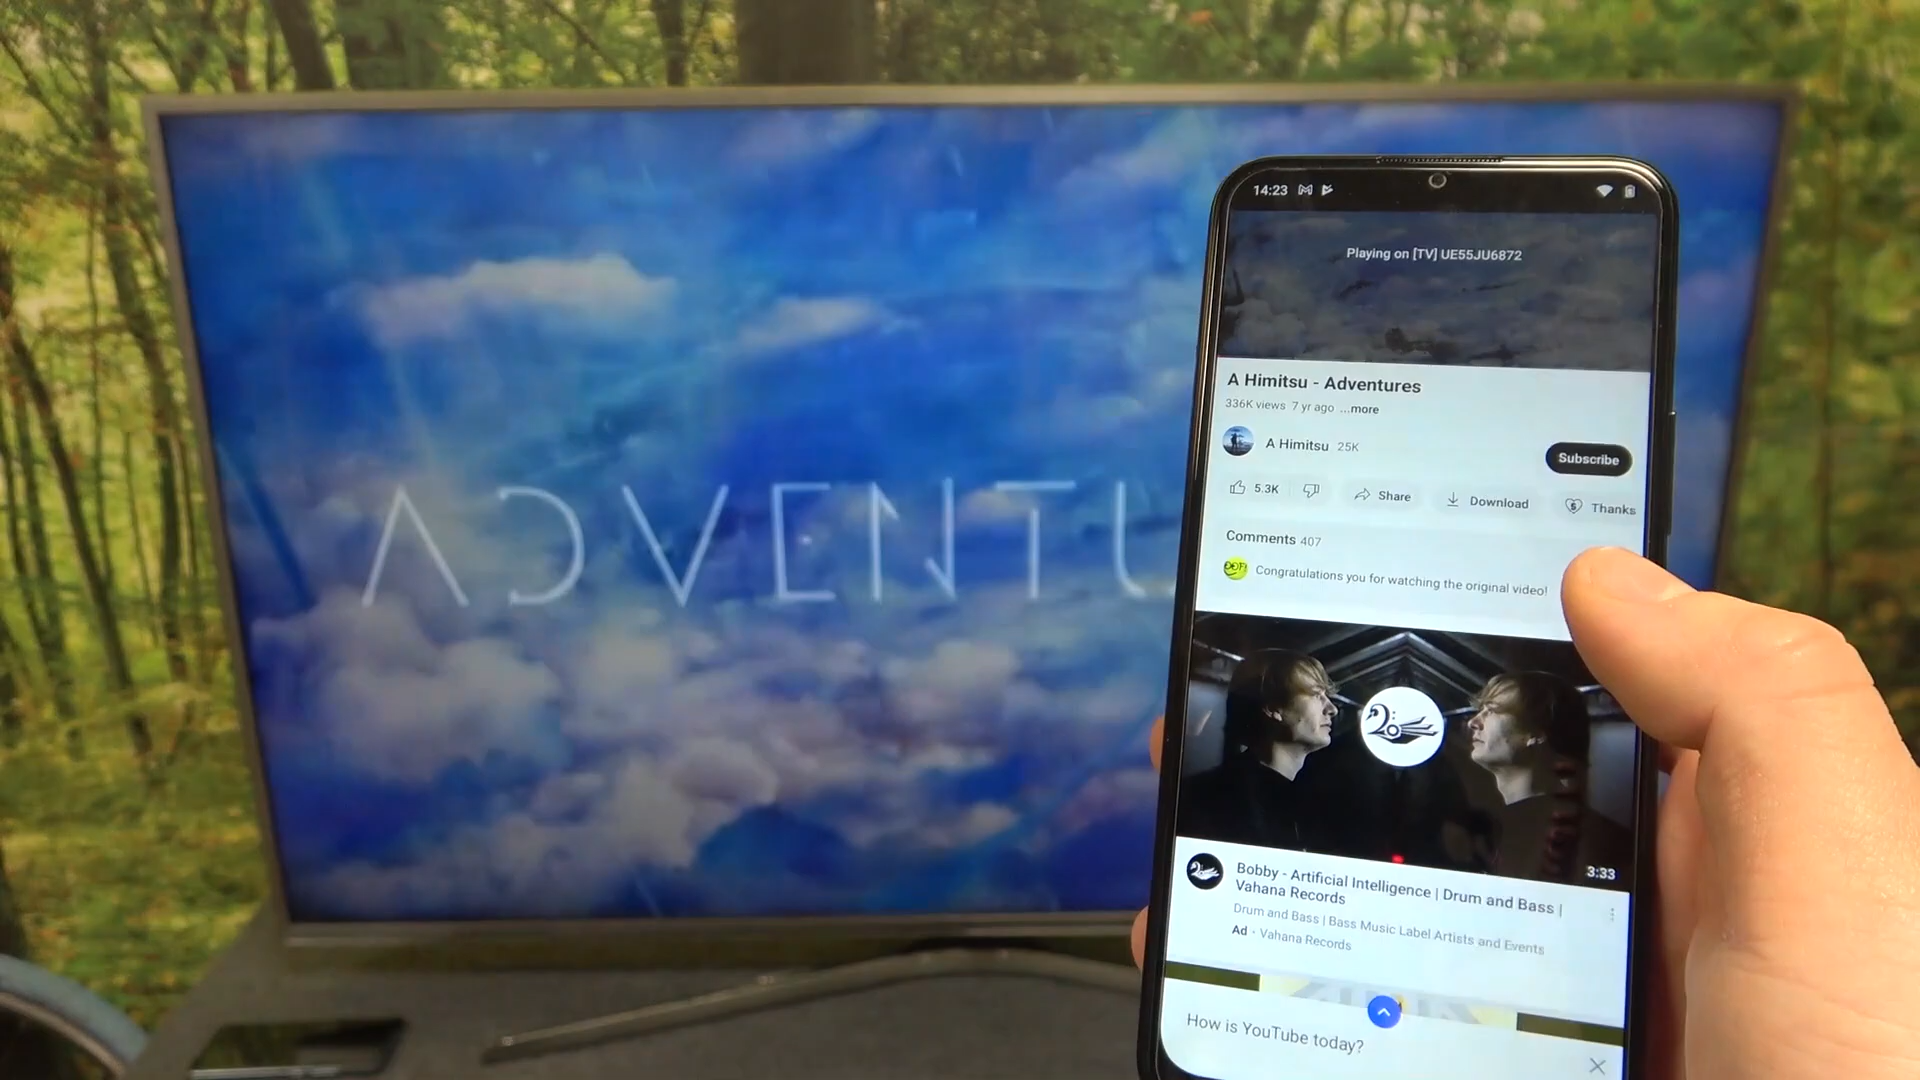 ADVENTU
14:23
Playing on [TV] UE55JU6872
A Himitsu - Adventures
336K views 7 yr ago ...more
A Himitsu 25K
Subscribe
5.3K
Share
Download
Thanks
Comments 407
Congratulations you for watching the original video!
3:33
Bobby - Artificial Intelligence | Drum and Bass |
Vahana Records
Drum and Bass | Bass Music Label Artists and Events
Ad · Vahana Records
How is YouTube today?